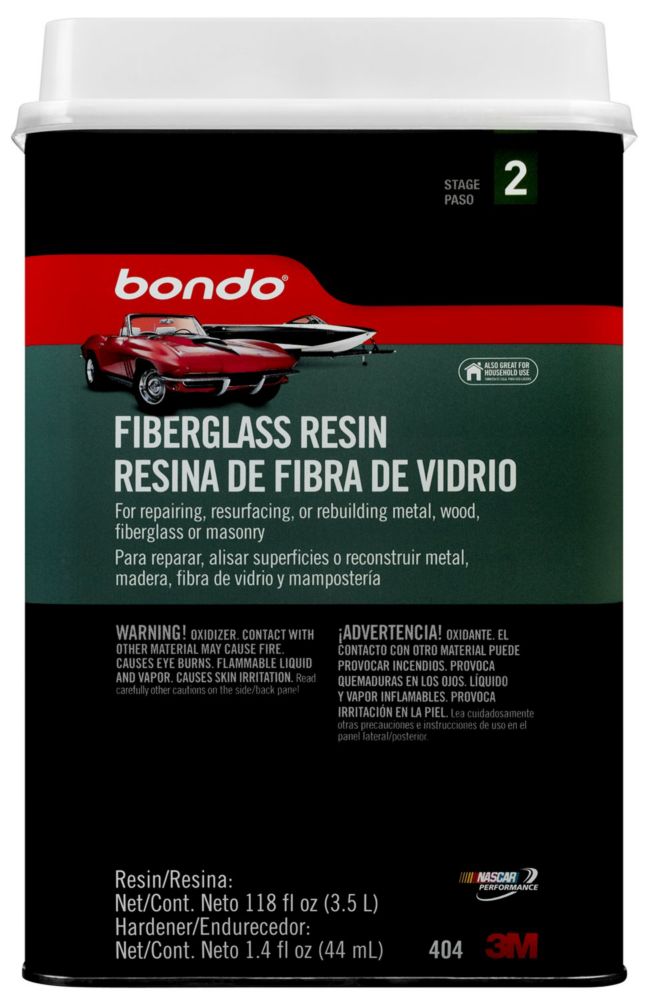 STAGE
PASO
2
bondo®
ALSO GREAT FOR
HOUSEHOLD USE
FIBERGLASS RESIN
RESINA DE FIBRA DE VIDRIO
For repairing, resurfacing, or rebuilding metal, wood,
fiberglass or masonry
Para reparar, alisar superficies o reconstruir metal,
madera, fibra de vidrio y mampostería
WARNING! OXIDIZER. CONTACT WITH
OTHER MATERIAL MAY CAUSE FIRE.
CAUSES EYE BURNS. FLAMMABLE LIQUID
AND VAPOR. CAUSES SKIN IRRITATION. Read
carefully other cautions on the side/back panel
¡ADVERTENCIA! OXIDANTE. EL
CONTACTO CON OTRO MATERIAL PUEDE
PROVOCAR INCENDIOS. PROVOCA
QUEMADURAS EN LOS OJOS. LÍQUIDO
Y VAPOR INFLAMABLES. PROVOCA
IRRITACIÓN EN LA PIEL. Lea cuidadosamente
otras precauciones e instrucciones de uso en el
panel lateral/posterior.
Resin/Resina:
Net/Cont. Neto 118 fl oz (3.5 L)
Hardener/Endurecedor:
Net/Cont. Neto 1.4 fl oz (44 mL)
NASCAR
PERFORMANCE
404
3M